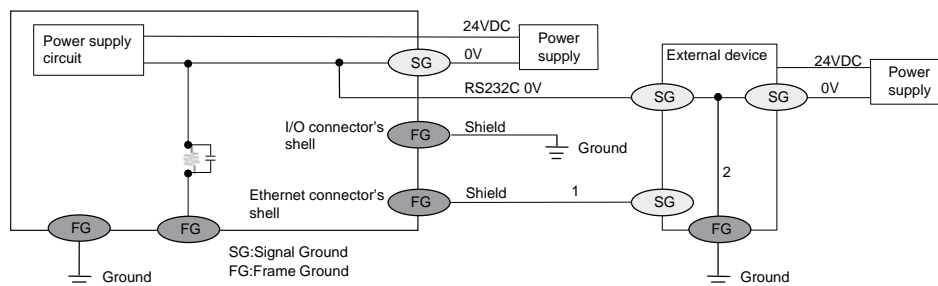 24VDC
Power supply
circuit
Power
supply
SG
0V
External device
24VDC
Power
supply
0V
RS232C 0V
SG
SG
I/O connector's
shell
FG
Shield
Ground
2
Ethernet connector's
shell
FG
Shield
1
SG
FG
FG
FG
SG:Signal Ground
FG:Frame Ground
Ground
Ground